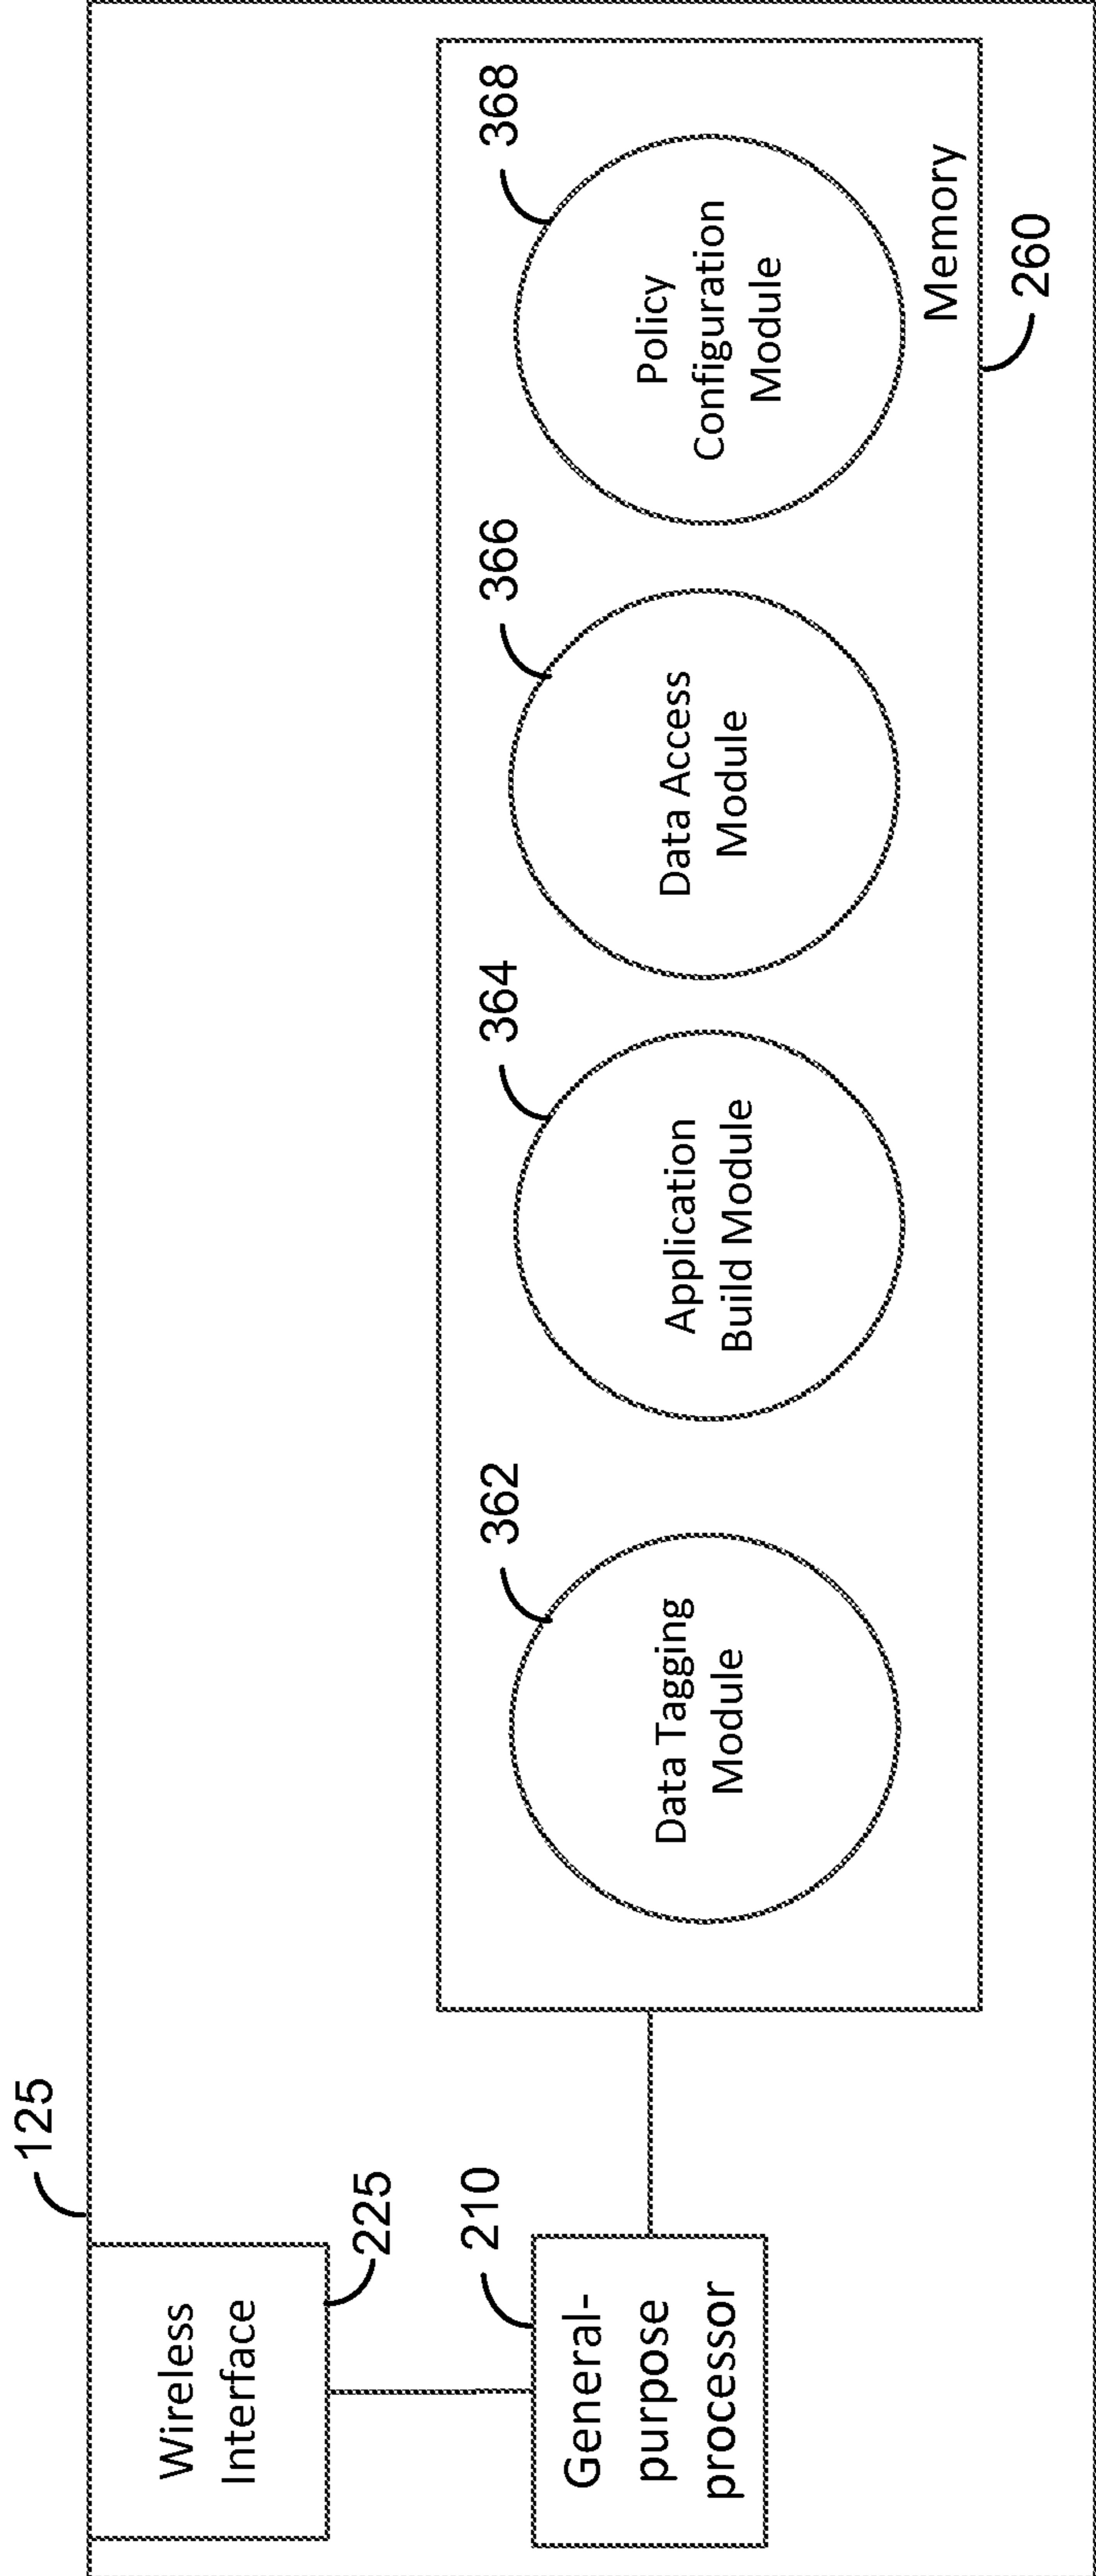 125
Wireless
Interface
225
210
General-
purpose
processor
362
Data Tagging
Module
364
Application
Build Module
366
Data Access
Module
368
Policy
Configuration
Module
Memory
260